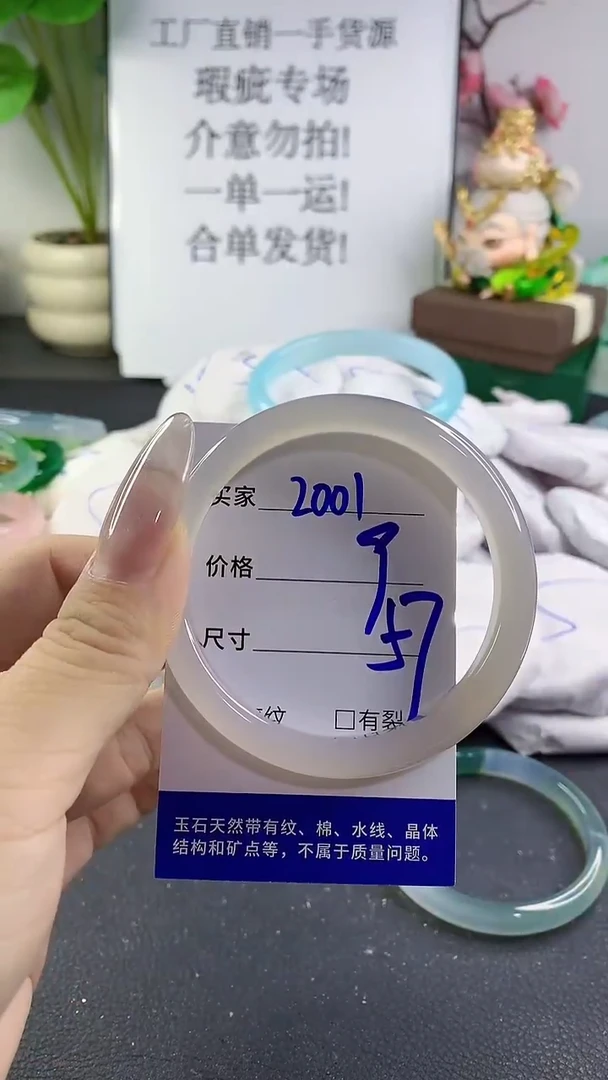 工厂直销一手货源
瑕疵专场
介意勿拍!
一单一运!
合单发货!
买家 2001
价格
尺寸 57
纹 □有裂
玉石天然带有纹、棉、水线、晶体
结构和矿点等，不属于质量问题。